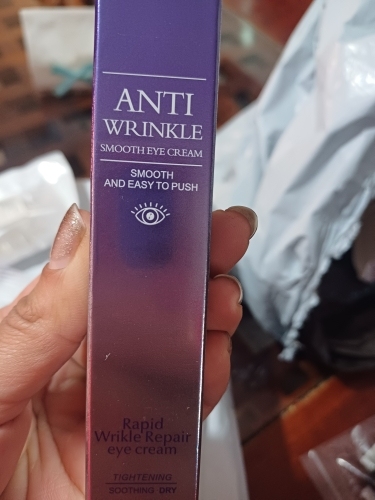 ANTI
WRINKLE
SMOOTH EYE CREAM
SMOOTH
AND EASY TO PUSH
Rapid
Wrikle Repair
eye cream
TIGHTENING
SOOTHING DRY